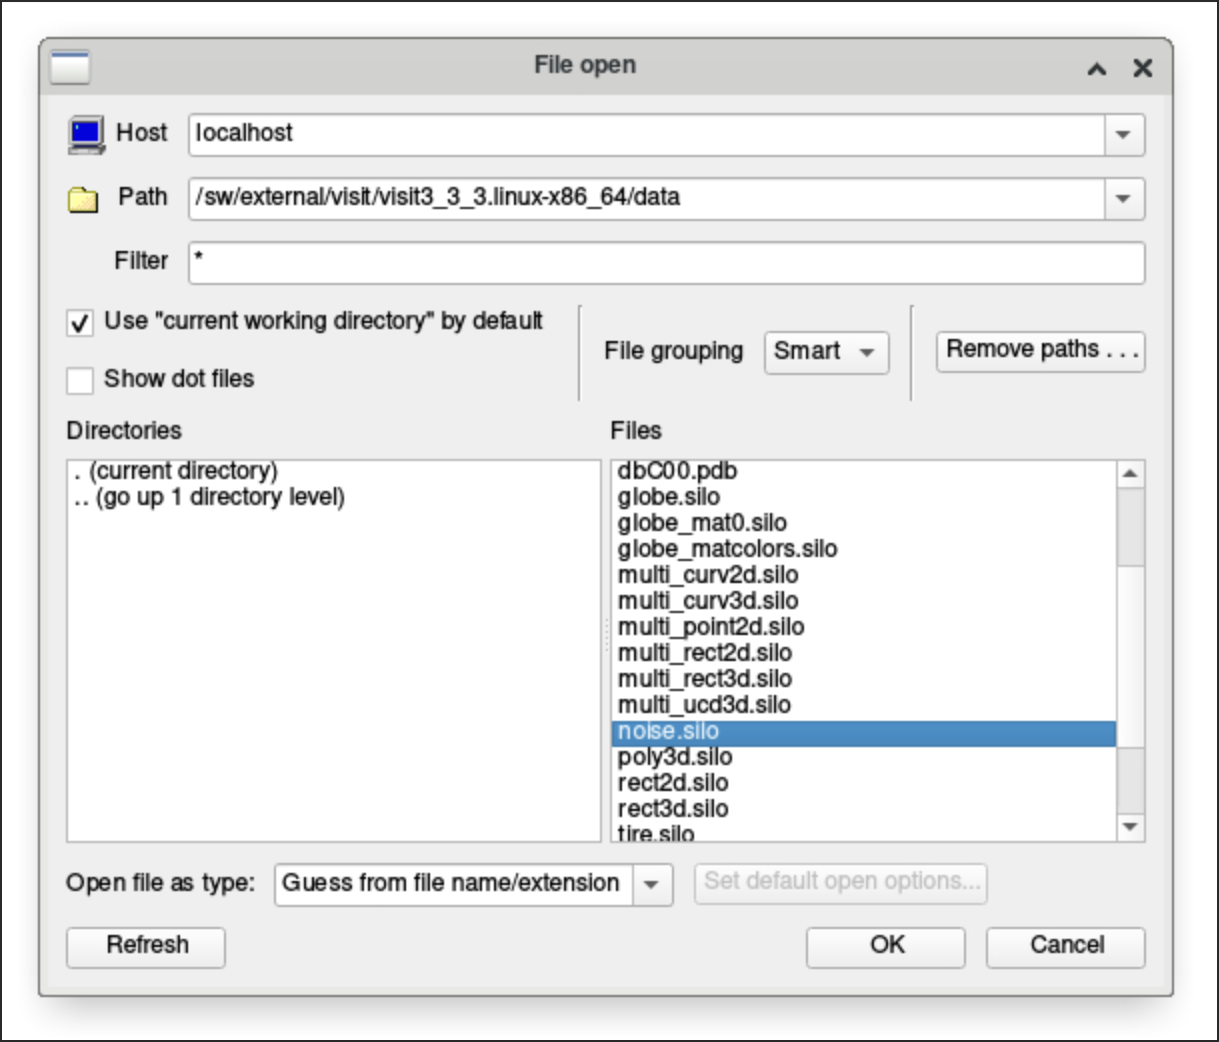 File open
Host localhost
Path /sw/external/visit/visit3_3_3.linux-x86_64/data
Filter *
Use "current working directory" by default
File grouping Smart
Remove paths . . .
Show dot files
Directories
Files
. (current directory)
.. (go up 1 directory level)
dbC00.pdb
globe.silo
globe_mat0.silo
globe_matcolors.silo
multi_curv2d.silo
multi_curv3d.silo
multi_point2d.silo
multi_rect2d.silo
multi_rect3d.silo
multi_ucd3d.silo
noise.silo
poly3d.silo
rect2d.silo
rect3d.silo
tire.silo
Open file as type: Guess from file name/extension Set default open options...
Refresh OK Cancel